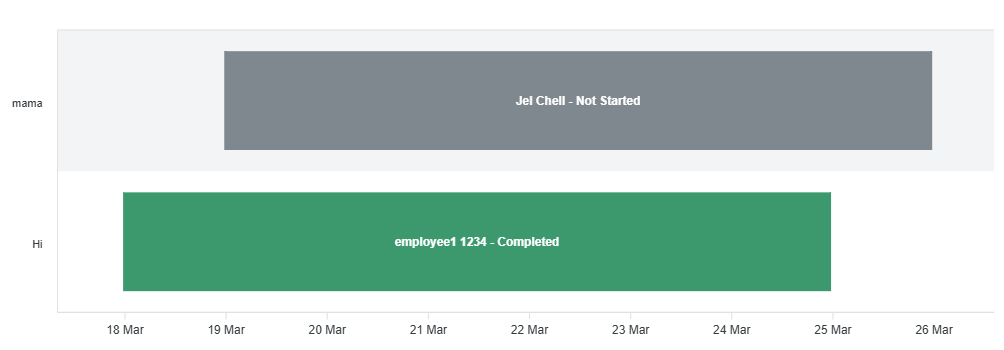 mama
Jel Chell - Not Started
Hi
employee1 1234 - Completed
18 Mar
19 Mar
20 Mar
21 Mar
22 Mar
23 Mar
24 Mar
25 Mar
26 Mar